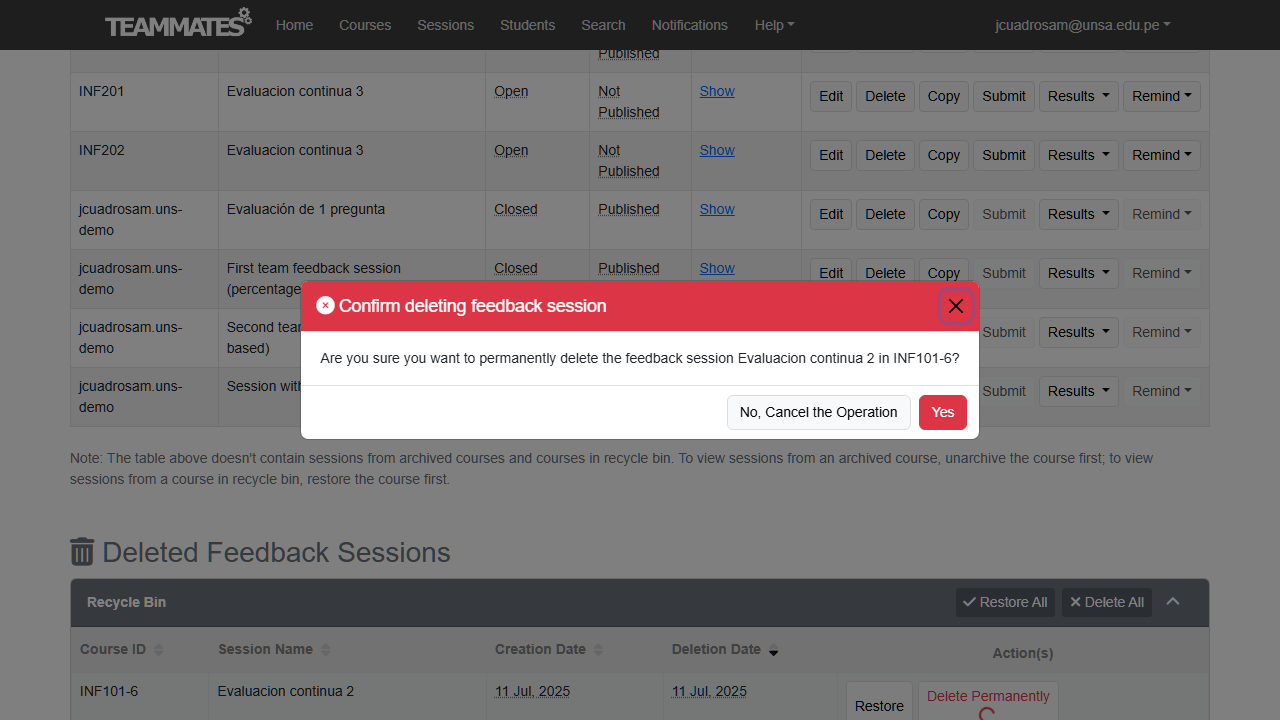 TEAMMATES Home Courses Sessions Students Search Notifications Help jcuadrosam@unsa.edu.pe
Published
INF201 Evaluacion continua 3 Open Not Published Show Edit Delete Copy Submit Results Remind
INF202 Evaluacion continua 3 Open Not Published Show Edit Delete Copy Submit Results Remind
jcuadrosam.uns-demo Evaluación de 1 pregunta Closed Published Show Edit Delete Copy Submit Results Remind
jcuadrosam.uns-demo First team feedback session (percentage Closed Published Show Edit Delete Copy Submit Results Remind
jcuadrosam.uns-demo Second team based) Submit Results Remind
jcuadrosam.uns-demo Session with Submit Results Remind
Confirm deleting feedback session
Are you sure you want to permanently delete the feedback session Evaluacion continua 2 in INF101-6?
No, Cancel the Operation Yes
Note: The table above doesn't contain sessions from archived courses and courses in recycle bin. To view sessions from an archived course, unarchive the course first; to view
sessions from a course in recycle bin, restore the course first.
Deleted Feedback Sessions
Recycle Bin Restore All Delete All
Course ID Session Name Creation Date Deletion Date Action(s)
INF101-6 Evaluacion continua 2 11 Jul, 2025 11 Jul, 2025 Restore Delete Permanently